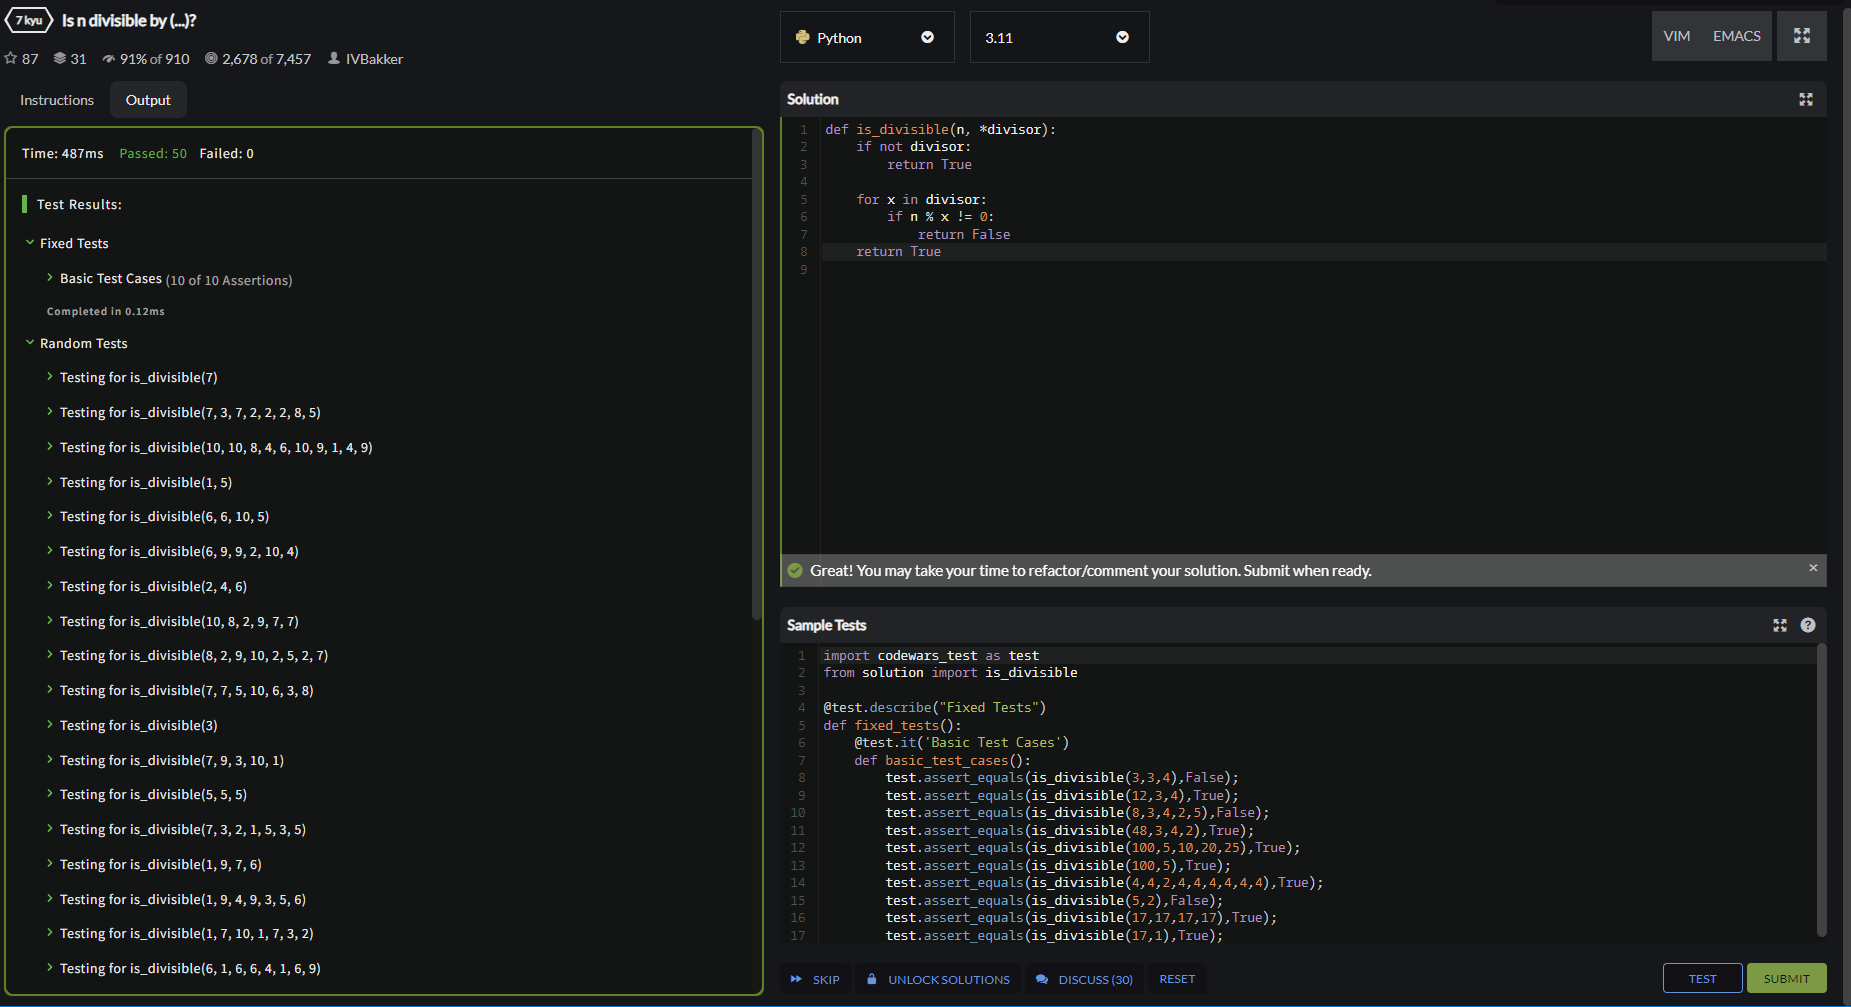 7 kyu Is n divisible by (...)?
87 31 91% of 910 2,678 of 7,457 IVBakker
Instructions Output
Time: 487ms Passed: 50 Failed: 0
Test Results:
Fixed Tests
Basic Test Cases (10 of 10 Assertions)
Completed in 0.12ms
Random Tests
Testing for is_divisible(7)
Testing for is_divisible(7, 3, 7, 2, 2, 2, 8, 5)
Testing for is_divisible(10, 10, 8, 4, 6, 10, 9, 1, 4, 9)
Testing for is_divisible(1, 5)
Testing for is_divisible(6, 6, 10, 5)
Testing for is_divisible(6, 9, 9, 2, 10, 4)
Testing for is_divisible(2, 4, 6)
Testing for is_divisible(10, 8, 2, 9, 7, 7)
Testing for is_divisible(8, 2, 9, 10, 2, 5, 2, 7)
Testing for is_divisible(7, 7, 5, 10, 6, 3, 8)
Testing for is_divisible(3)
Testing for is_divisible(7, 9, 3, 10, 1)
Testing for is_divisible(5, 5, 5)
Testing for is_divisible(7, 3, 2, 1, 5, 3, 5)
Testing for is_divisible(1, 9, 7, 6)
Testing for is_divisible(1, 9, 4, 9, 3, 5, 6)
Testing for is_divisible(1, 7, 10, 1, 7, 3, 2)
Testing for is_divisible(6, 1, 6, 6, 4, 1, 6, 9)
Python 3.11 VIM EMACS
Solution
1 def is_divisible(n, *divisor):
2 if not divisor:
3 return True
4
5 for x in divisor:
6 if n % x != 0:
7 return False
8 return True
9
Great! You may take your time to refactor/comment your solution. Submit when ready. ×
Sample Tests ?
1 import codewars_test as test
2 from solution import is_divisible
3
4 @test.describe("Fixed Tests")
5 def fixed_tests():
6 @test.it('Basic Test Cases')
7 def basic_test_cases():
8 test.assert_equals(is_divisible(3,3,4),False);
9 test.assert_equals(is_divisible(12,3,4),True);
10 test.assert_equals(is_divisible(8,3,4,2,5),False);
11 test.assert_equals(is_divisible(48,3,4,2),True);
12 test.assert_equals(is_divisible(100,5,10,20,25),True);
13 test.assert_equals(is_divisible(100,5),True);
14 test.assert_equals(is_divisible(4,4,2,4,4,4,4,4,4),True);
15 test.assert_equals(is_divisible(5,2),False);
16 test.assert_equals(is_divisible(17,17,17,17),True);
17 test.assert_equals(is_divisible(17,1),True);
SKIP UNLOCK SOLUTIONS DISCUSS (30) RESET TEST SUBMIT